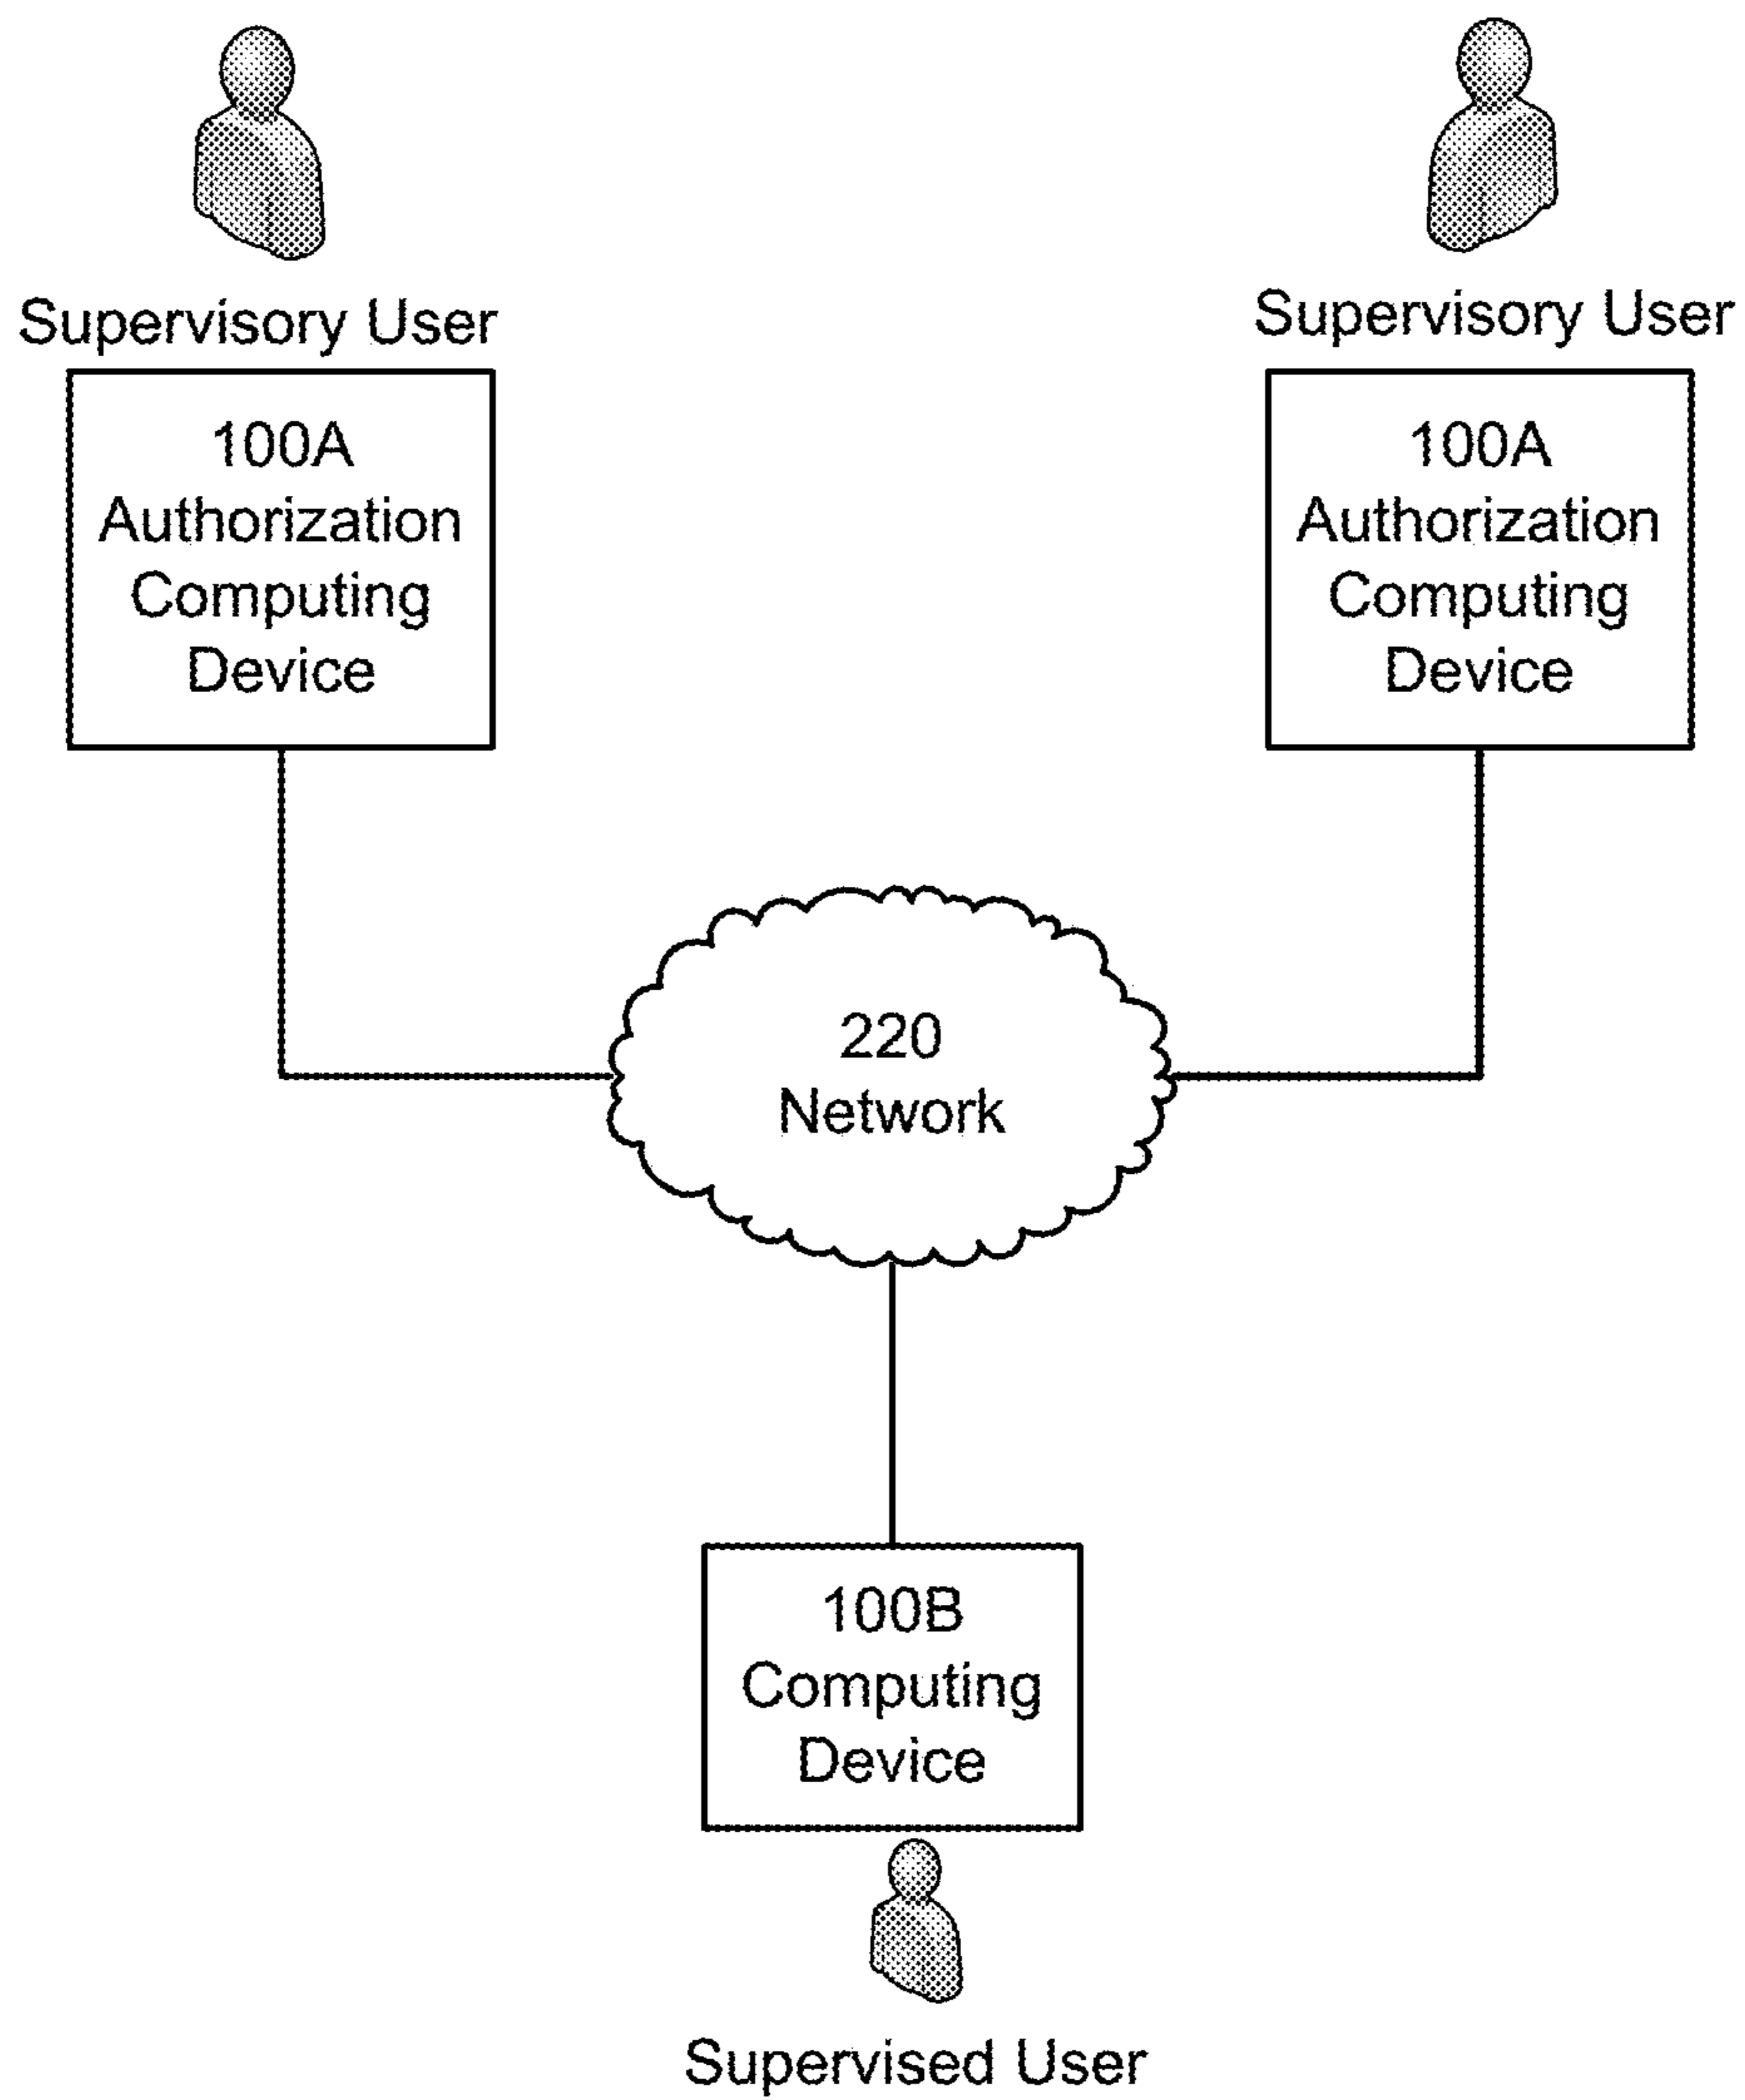 Supervisory User
Supervisory User
100A
Authorization
Computing
Device
100A
Authorization
Computing
Device
220
Network
100B
Computing
Device
Supervised User